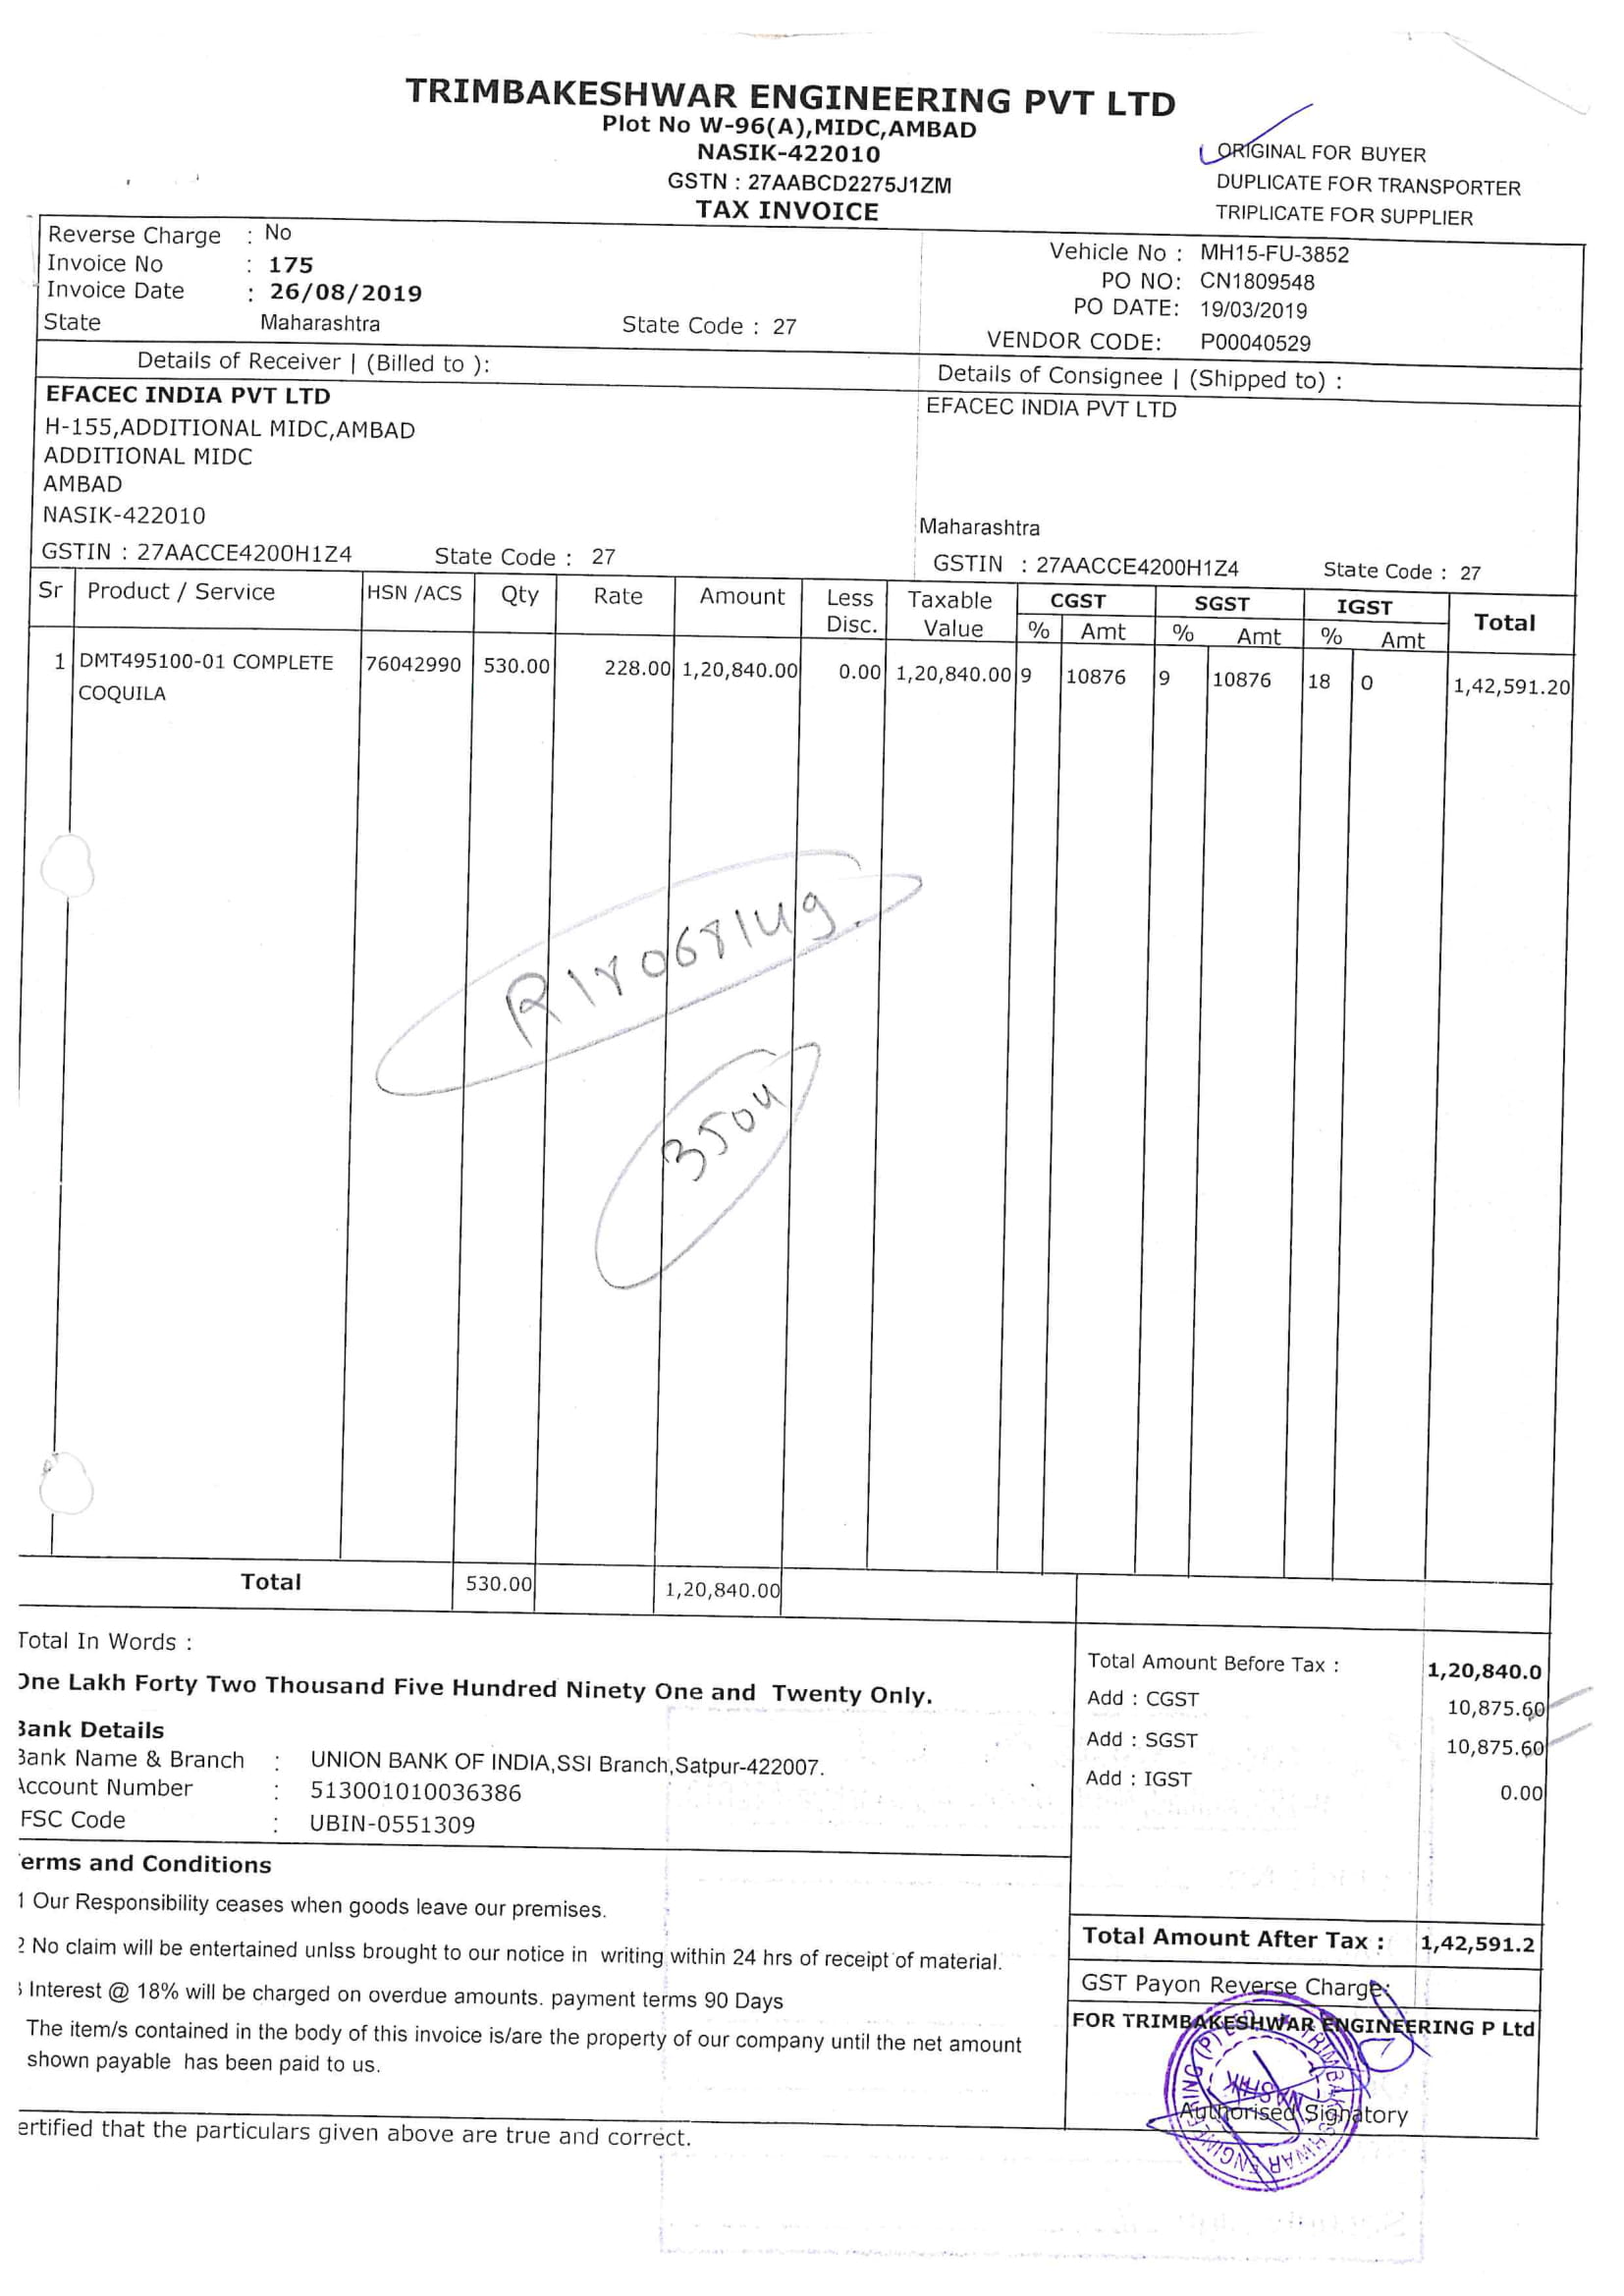 TRIMBAKESHWAR ENGINEERING PVT LTD
Plot No W-96(A),MIDC,AMBAD
NASIK-422010
GSTN : 27AABCD2275J1ZM
TAX INVOICE
ORIGINAL FOR BUYER
DUPLICATE FOR TRANSPORTER
TRIPLICATE FOR SUPPLIER
Reverse Charge : No
Invoice No : 175
Invoice Date : 26/08/2019
State Maharashtra State Code : 27
Vehicle No : MH15-FU-3852
PO NO: CN1809548
PO DATE: 19/03/2019
VENDOR CODE: P00040529
Details of Receiver | (Billed to ):
EFACEC INDIA PVT LTD
H-155,ADDITIONAL MIDC,AMBAD
ADDITIONAL MIDC
AMBAD
NASIK-422010
GSTIN : 27AACCE4200H1Z4 State Code : 27
Details of Consignee | (Shipped to) :
EFACEC INDIA PVT LTD
Maharashtra
GSTIN : 27AACCE4200H1Z4 State Code : 27
Sr Product / Service HSN /ACS Qty Rate Amount Less Disc. Taxable Value CGST SGST IGST Total
% Amt % Amt % Amt
1 DMT495100-01 COMPLETE 76042990 530.00 228.00 1,20,840.00 0.00 1,20,840.00 9 10876 9 10876 18 0 1,42,591.20
COQUILA
3504
Total 530.00 1,20,840.00
Total In Words :
One Lakh Forty Two Thousand Five Hundred Ninety One and Twenty Only.
Bank Details
Bank Name & Branch : UNION BANK OF INDIA,SSI Branch,Satpur-422007.
Account Number : 513001010036386
FSC Code : UBIN-0551309
Total Amount Before Tax : 1,20,840.0
Add : CGST 10,875.60
Add : SGST 10,875.60
Add : IGST 0.00
erms and Conditions
1 Our Responsibility ceases when goods leave our premises.
2 No claim will be entertained unlss brought to our notice in writing within 24 hrs of receipt of material.
3 Interest @ 18% will be charged on overdue amounts. payment terms 90 Days
The item/s contained in the body of this invoice is/are the property of our company until the net amount
shown payable has been paid to us.
Total Amount After Tax : 1,42,591.2
GST Payon Reverse Charge:
FOR TRIMBAKESHWAR ENGINEERING P Ltd
TRIMBAKESHWAR ENGINEERING (P) LTD
NASHIK
Authorised Signatory
ertified that the particulars given above are true and correct.